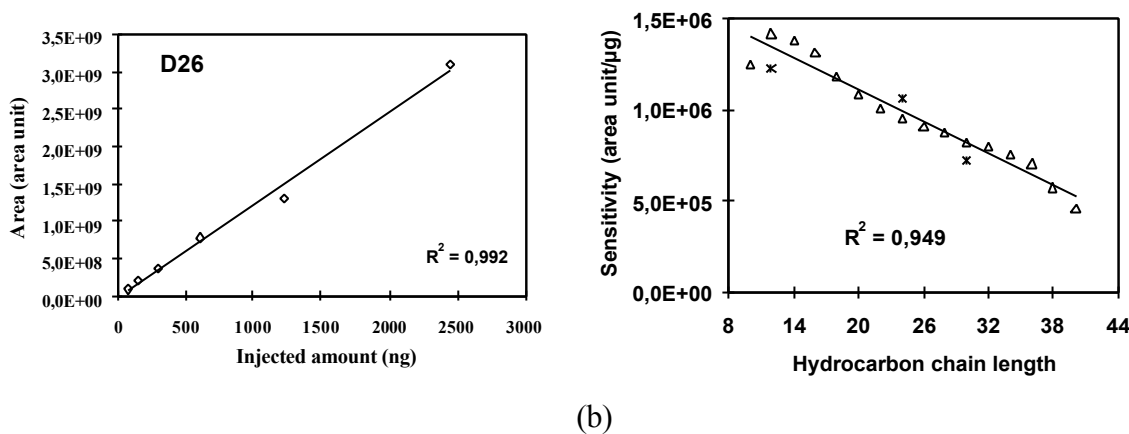 3,5E+09
3,0E+09
2,5E+09
2,0E+09
1,5E+09
1,0E+09
5,0E+08
0,0E+00
Area (area unit)
D26
R² = 0,992
0 500 1000 1500 2000 2500 3000
Injected amount (ng)
1,5E+06
1,0E+06
5,0E+05
0,0E+00
Sensitivity (area unit/µg)
R² = 0,949
8 14 20 26 32 38 44
Hydrocarbon chain length
(b)